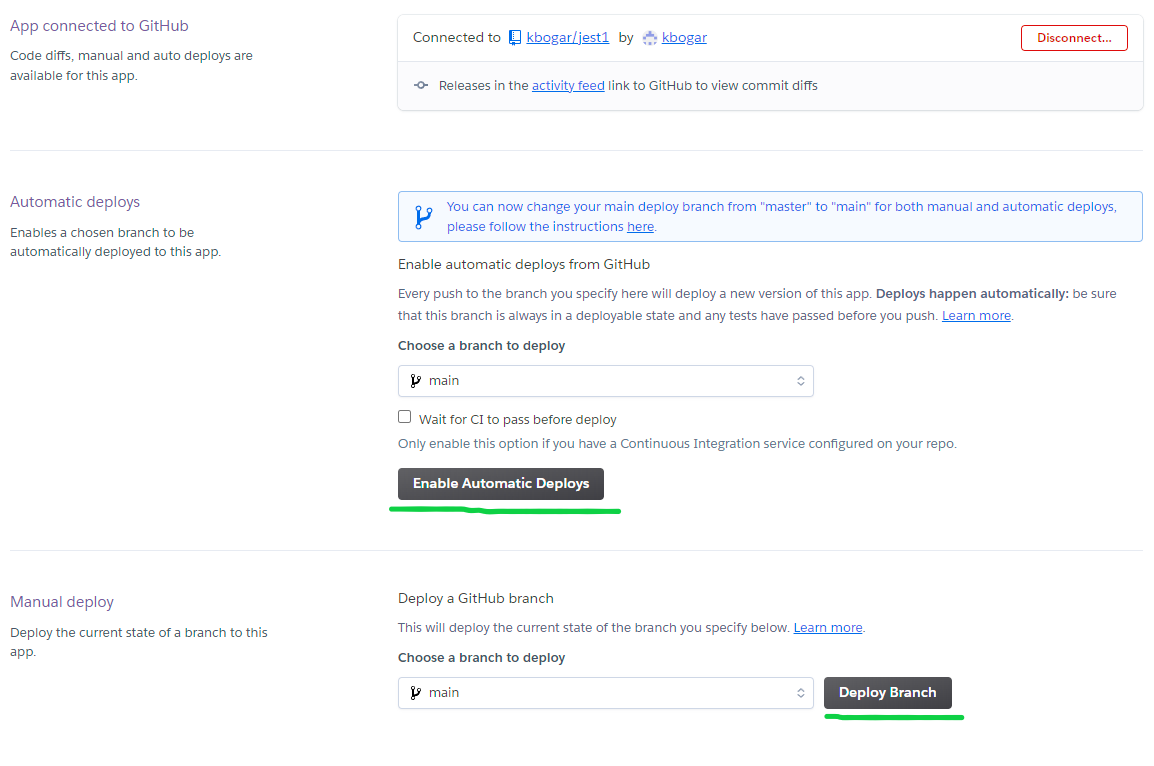 App connected to GitHub
Code diffs, manual and auto deploys are
available for this app.
Connected to kbogar/jest1 by kbogar
Disconnect...
Releases in the activity feed link to GitHub to view commit diffs
Automatic deploys
Enables a chosen branch to be
automatically deployed to this app.
You can now change your main deploy branch from "master" to "main" for both manual and automatic deploys,
please follow the instructions here.
Enable automatic deploys from GitHub
Every push to the branch you specify here will deploy a new version of this app. Deploys happen automatically: be sure
that this branch is always in a deployable state and any tests have passed before you push. Learn more.
Choose a branch to deploy
main
Wait for CI to pass before deploy
Only enable this option if you have a Continuous Integration service configured on your repo.
Enable Automatic Deploys
Manual deploy
Deploy the current state of a branch to this
app.
Deploy a GitHub branch
This will deploy the current state of the branch you specify below. Learn more.
Choose a branch to deploy
main
Deploy Branch